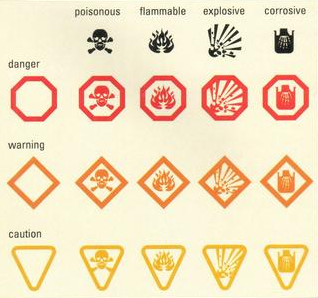 poisonous flammable explosive corrosive
danger
warning
caution